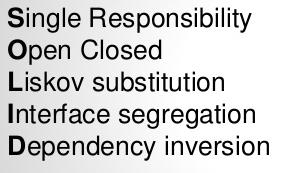 Single Responsibility
Open Closed
Liskov substitution
Interface segregation
Dependency inversion